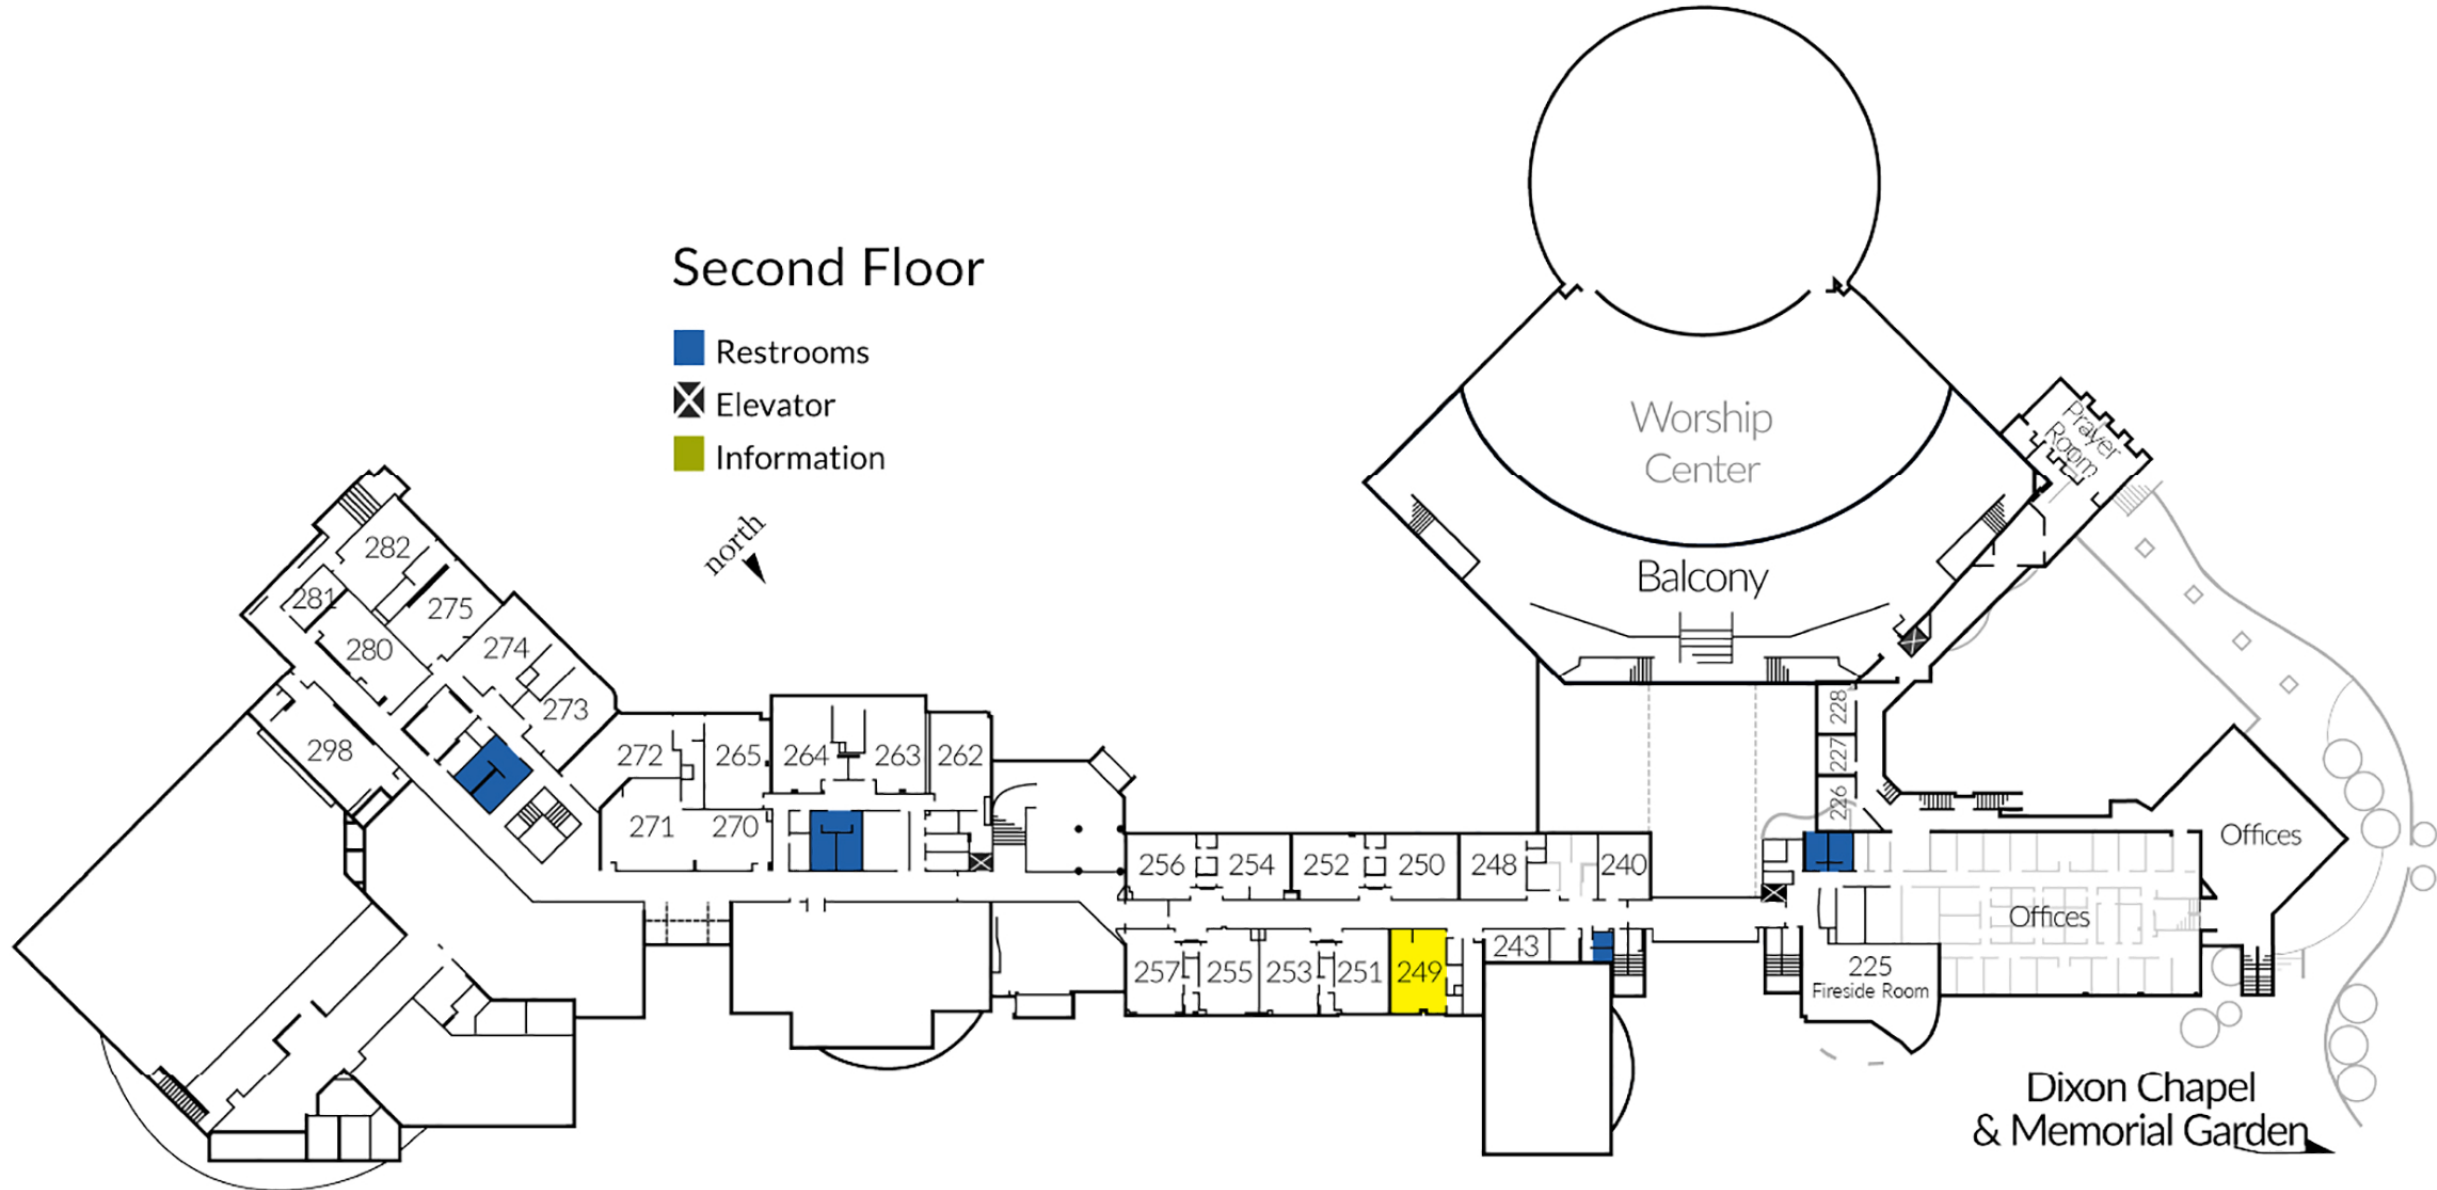 Second Floor
Restrooms
Elevator
Information
north
Worship
Center
Balcony
Prayer
Room
282
281
275
280
274
273
298
272
265
264
263
262
271
270
256
254
252
250
248
240
257
255
253
251
249
243
228
227
226
225
Fireside Room
Offices
Offices
Dixon Chapel
& Memorial Garden